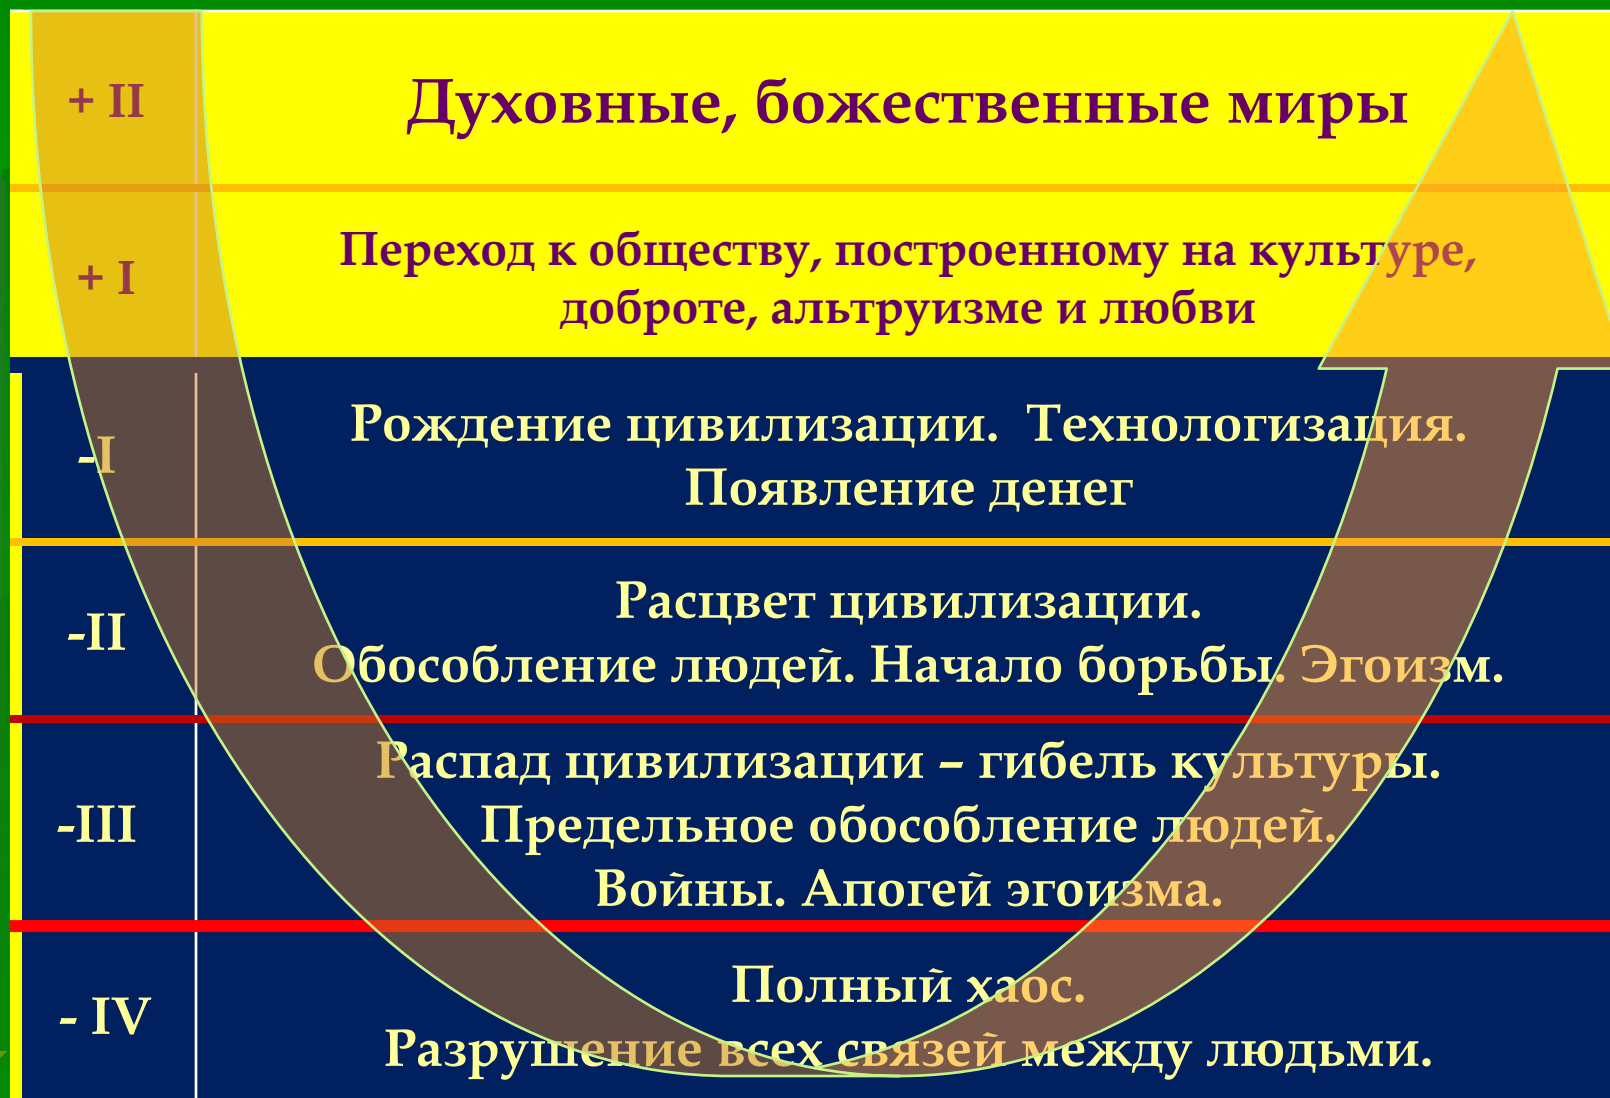 + II
Духовные, божественные миры
+ I
Переход к обществу, построенному на культуре,
доброте, альтруизме и любви
-I
Рождение цивилизации. Технологизация.
Появление денег
-II
Расцвет цивилизации.
Обособление людей. Начало борьбы. Эгоизм.
-III
Распад цивилизации – гибель культуры.
Предельное обособление людей.
Войны. Апогей эгоизма.
- IV
Полный хаос.
Разрушение всех связей между людьми.